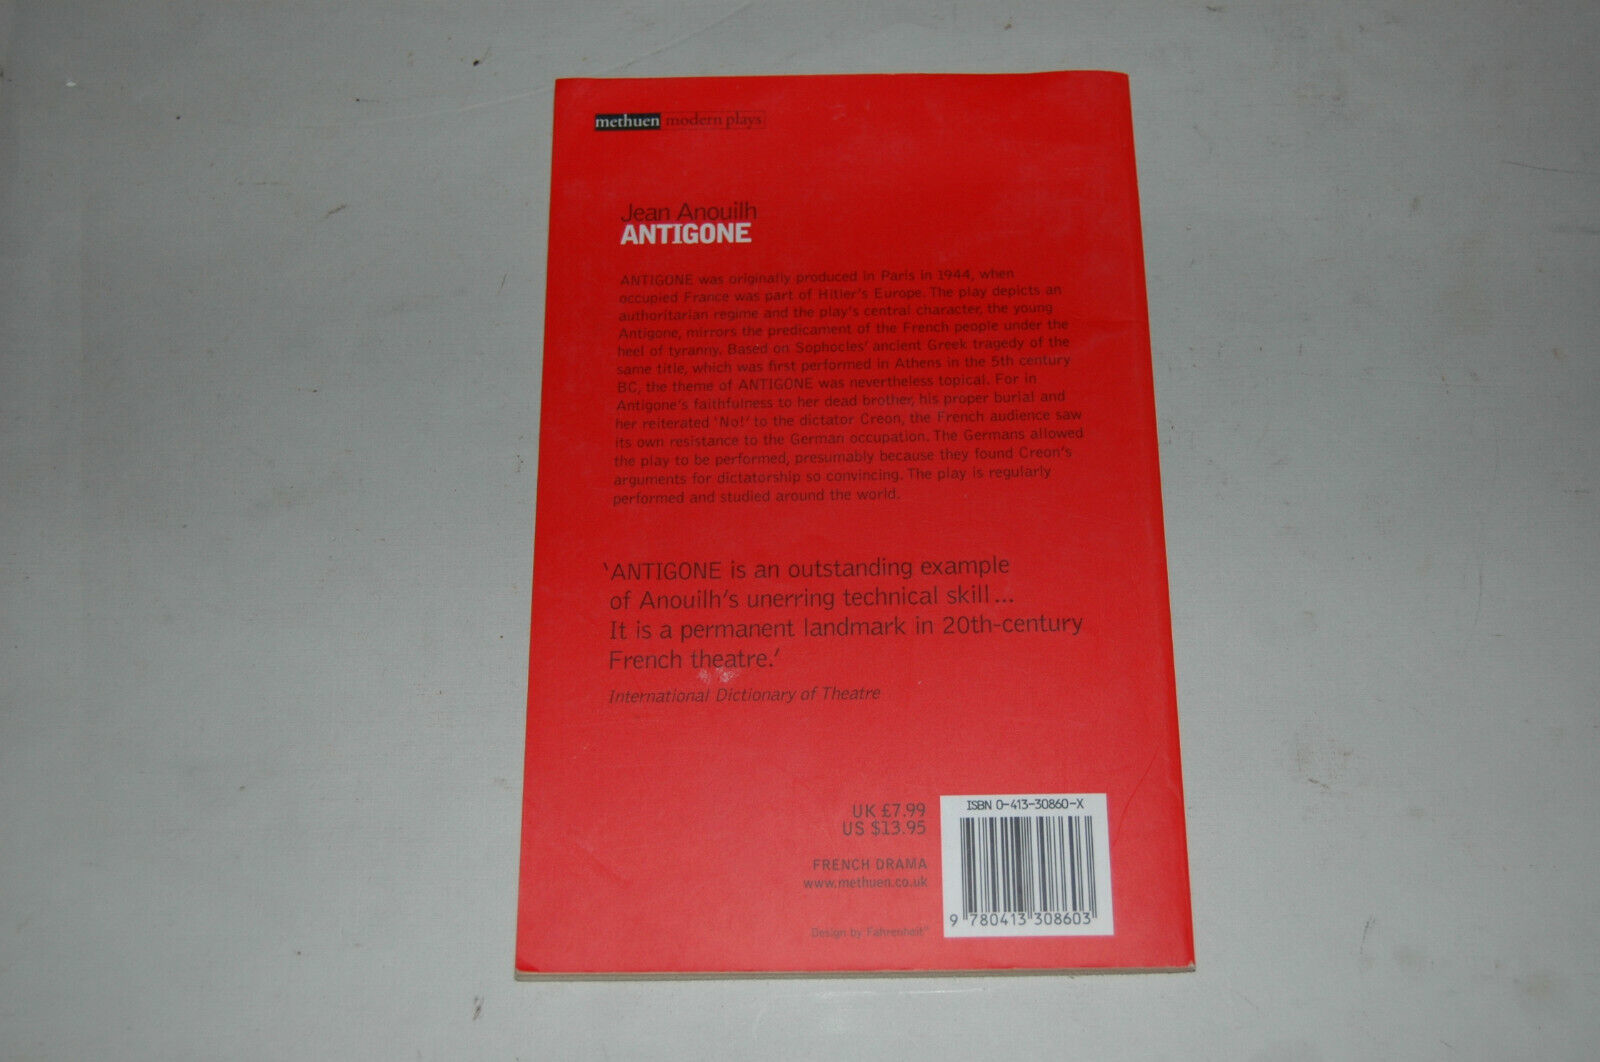 methuen modern plays
Jean Anouilh
ANTIGONE
ANTIGONE was originally produced in Paris in 1944, when
occupied France was part of Hitler's Europe. The play depicts an
authoritarian regime and the play's central character, the young
Antigone, mirrors the predicament of the French people under the
heel of tyranny. Based on Sophocles' ancient Greek tragedy of the
same title, which was first performed in Athens in the 5th century
BC, the theme of ANTIGONE was nevertheless topical. For in
Antigone's faithfulness to her dead brother, his proper burial and
her reiterated 'No!' to the dictator Creon, the French audience saw
its own resistance to the German occupation. The Germans allowed
the play to be performed, presumably because they found Creon's
arguments for dictatorship so convincing. The play is regularly
performed and studied around the world.
'ANTIGONE is an outstanding example
of Anouilh's unerring technical skill...
It is a permanent landmark in 20th-century
French theatre.'
International Dictionary of Theatre
UK £7.99
US $13.95
FRENCH DRAMA
www.methuen.co.uk
Design by Fahrenheit°
ISBN 0-413-30860-X
9 780413 308603